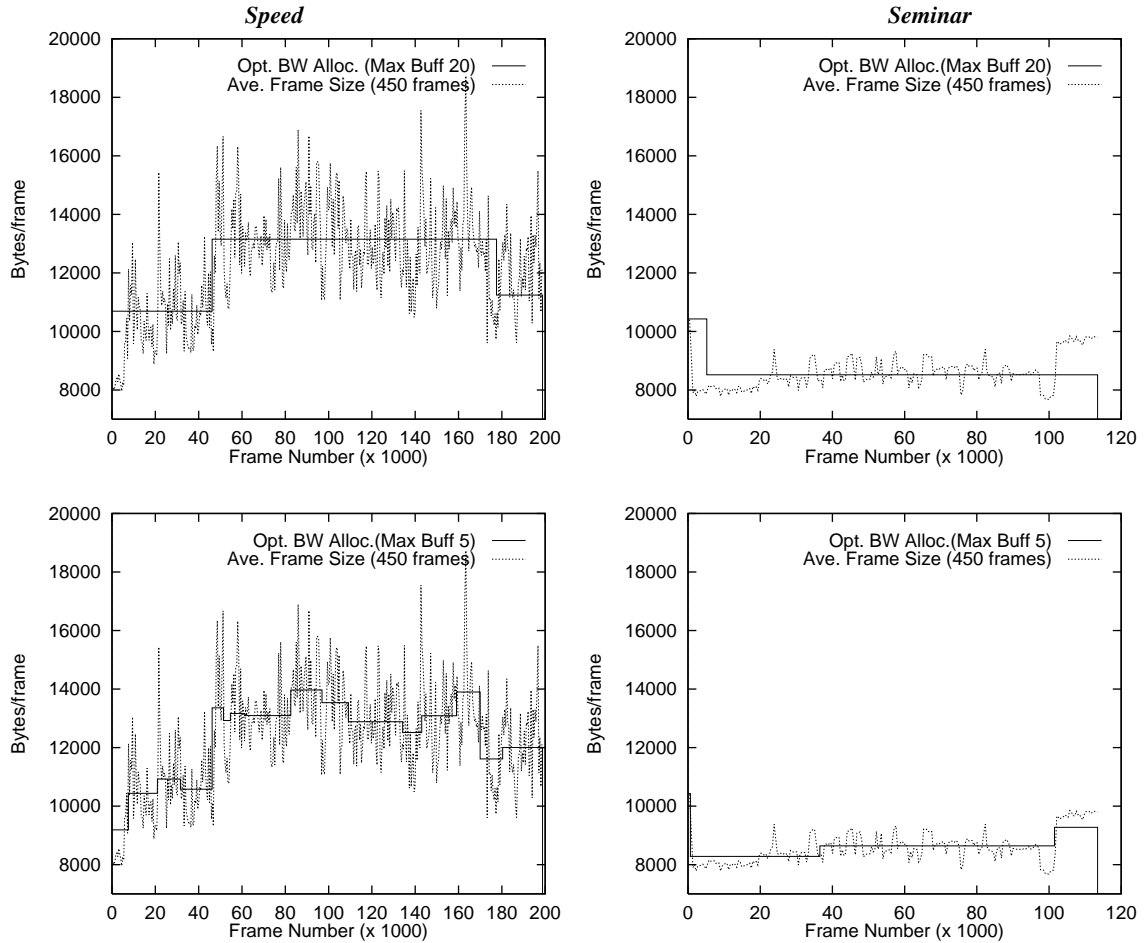 Speed
20000
18000
16000
14000
12000
10000
8000
Bytes/frame
Opt. BW Alloc. (Max Buff 20)
Ave. Frame Size (450 frames)
0 20 40 60 80 100 120 140 160 180 200
Frame Number (x 1000)
Seminar
20000
18000
16000
14000
12000
10000
8000
Bytes/frame
Opt. BW Alloc.(Max Buff 20)
Ave. Frame Size (450 frames)
0 20 40 60 80 100 120
Frame Number (x 1000)
20000
18000
16000
14000
12000
10000
8000
Bytes/frame
Opt. BW Alloc.(Max Buff 5)
Ave. Frame Size (450 frames)
0 20 40 60 80 100 120 140 160 180 200
Frame Number (x 1000)
20000
18000
16000
14000
12000
10000
8000
Bytes/frame
Opt. BW Alloc.(Max Buff 5)
Ave. Frame Size (450 frames)
0 20 40 60 80 100 120
Frame Number (x 1000)